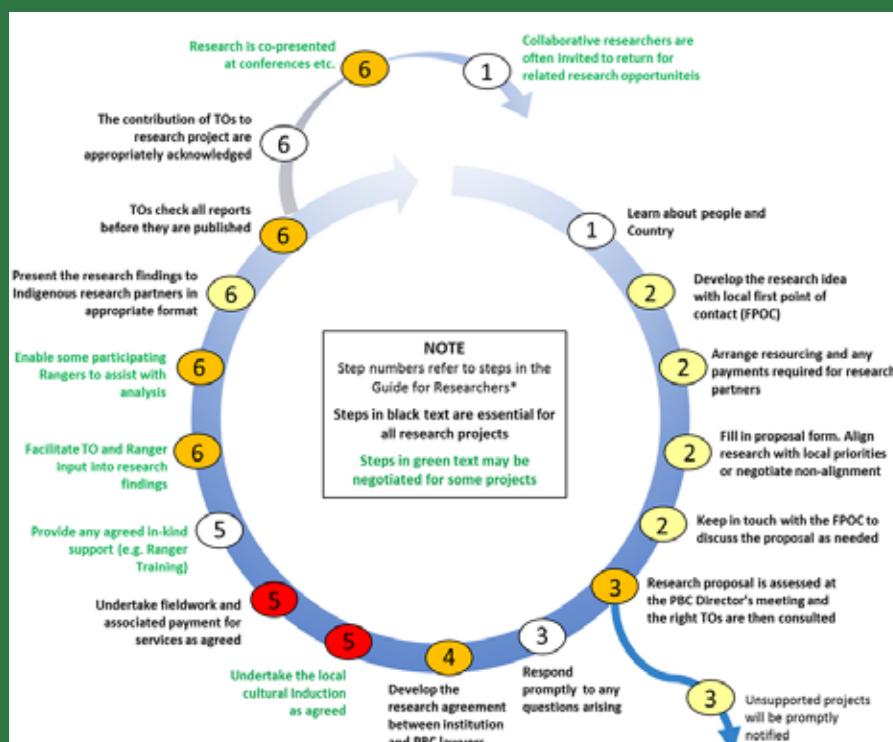 Research is co-presented
at conferences etc.
6
1
Collaborative researchers are
often invited to return for
related research opportuniteis
The contribution of TOs to
research project are
appropriately acknowledged
6
TOs check all reports
before they are published
6
1
Learn about people and
Country
Present the research findings to
Indigenous research partners in
appropriate format
6
2
Develop the research idea
with local first point of
contact (FPOC)
Enable some participating
Rangers to assist with
analysis
6
2
Arrange resourcing and any
payments required for research
partners
NOTE
Step numbers refer to steps in the
Guide for Researchers*
Steps in black text are essential for
all research projects
Steps in green text may be
negotiated for some projects
Facilitate TO and Ranger
input into research
findings
6
2
Fill in proposal form. Align
research with local priorities
or negotiate non-alignment
Provide any agreed in-kind
support (e.g. Ranger
Training)
5
2
Keep in touch with the FPOC to
discuss the proposal as needed
Undertake fieldwork and
associated payment for
services as agreed
5
3
Research proposal is assessed at
the PBC Director's meeting and
the right TOs are then consulted
Undertake the local
cultural Induction
as agreed
5
4
Develop the
research agreement
between institution
and PBC lawyers
3
Respond
promptly to any
questions arising
3
Unsupported projects
will be promptly
notified